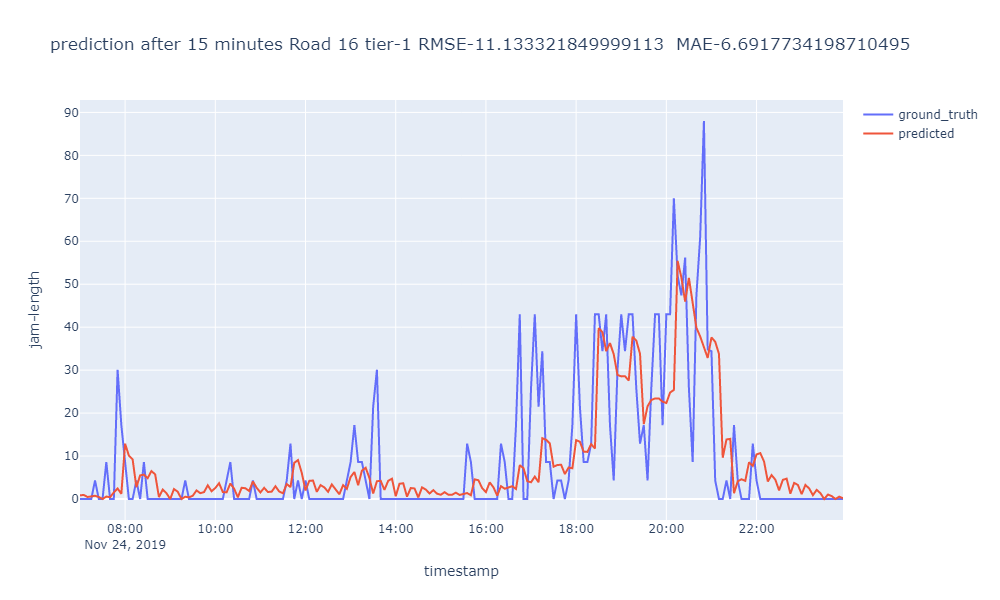 prediction after 15 minutes Road 16 tier-1 RMSE-11.133321849999113  MAE-6.6917734198710495
ground_truth
predicted
90
80
70
60
50
40
30
20
10
0
jam-length
08:00 10:00 12:00 14:00 16:00 18:00 20:00 22:00
Nov 24, 2019
timestamp